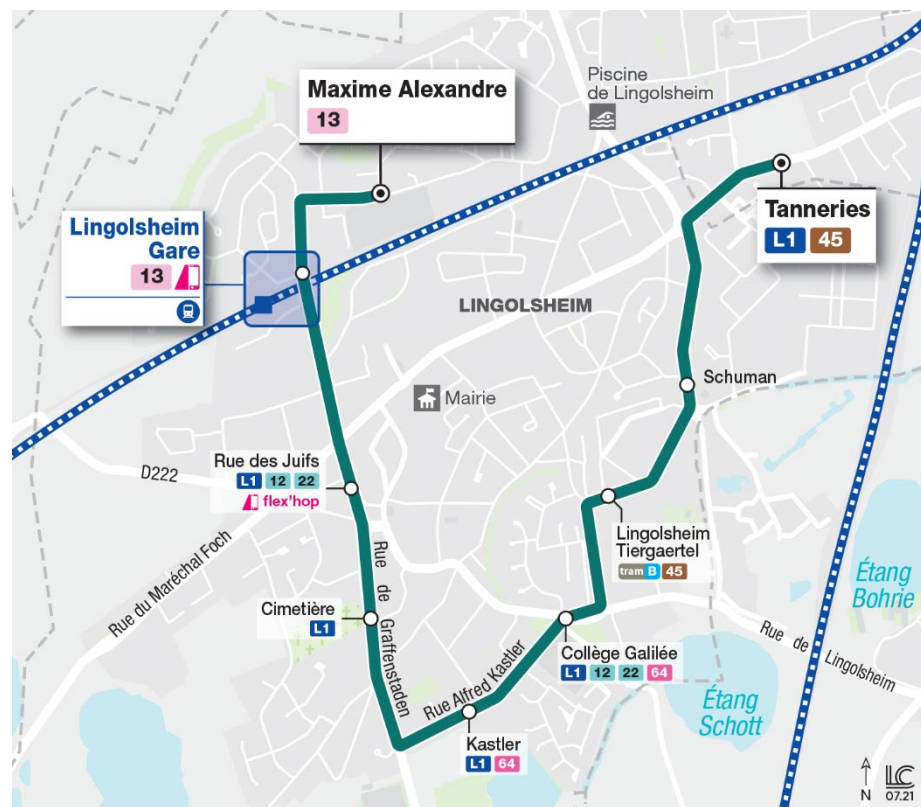 Maxime Alexandre
13
Piscine
de Lingolsheim
Tanneries
L1 45
Lingolsheim
Gare
13
LINGOLSHEIM
Mairie
Schuman
D222
Rue des Juifs
L1 12 22
flex'hop
Rue du Maréchal Foch
Rue de Graffenstaden
Lingolsheim
Tiergaertel
tram B 45
Cimetière
L1
Collège Galilée
L1 12 22 64
Rue Alfred Kastler
Kastler
L1 64
Étang
Bohrie
Rue de Lingolsheim
Étang
Schott
N
LC
07.21